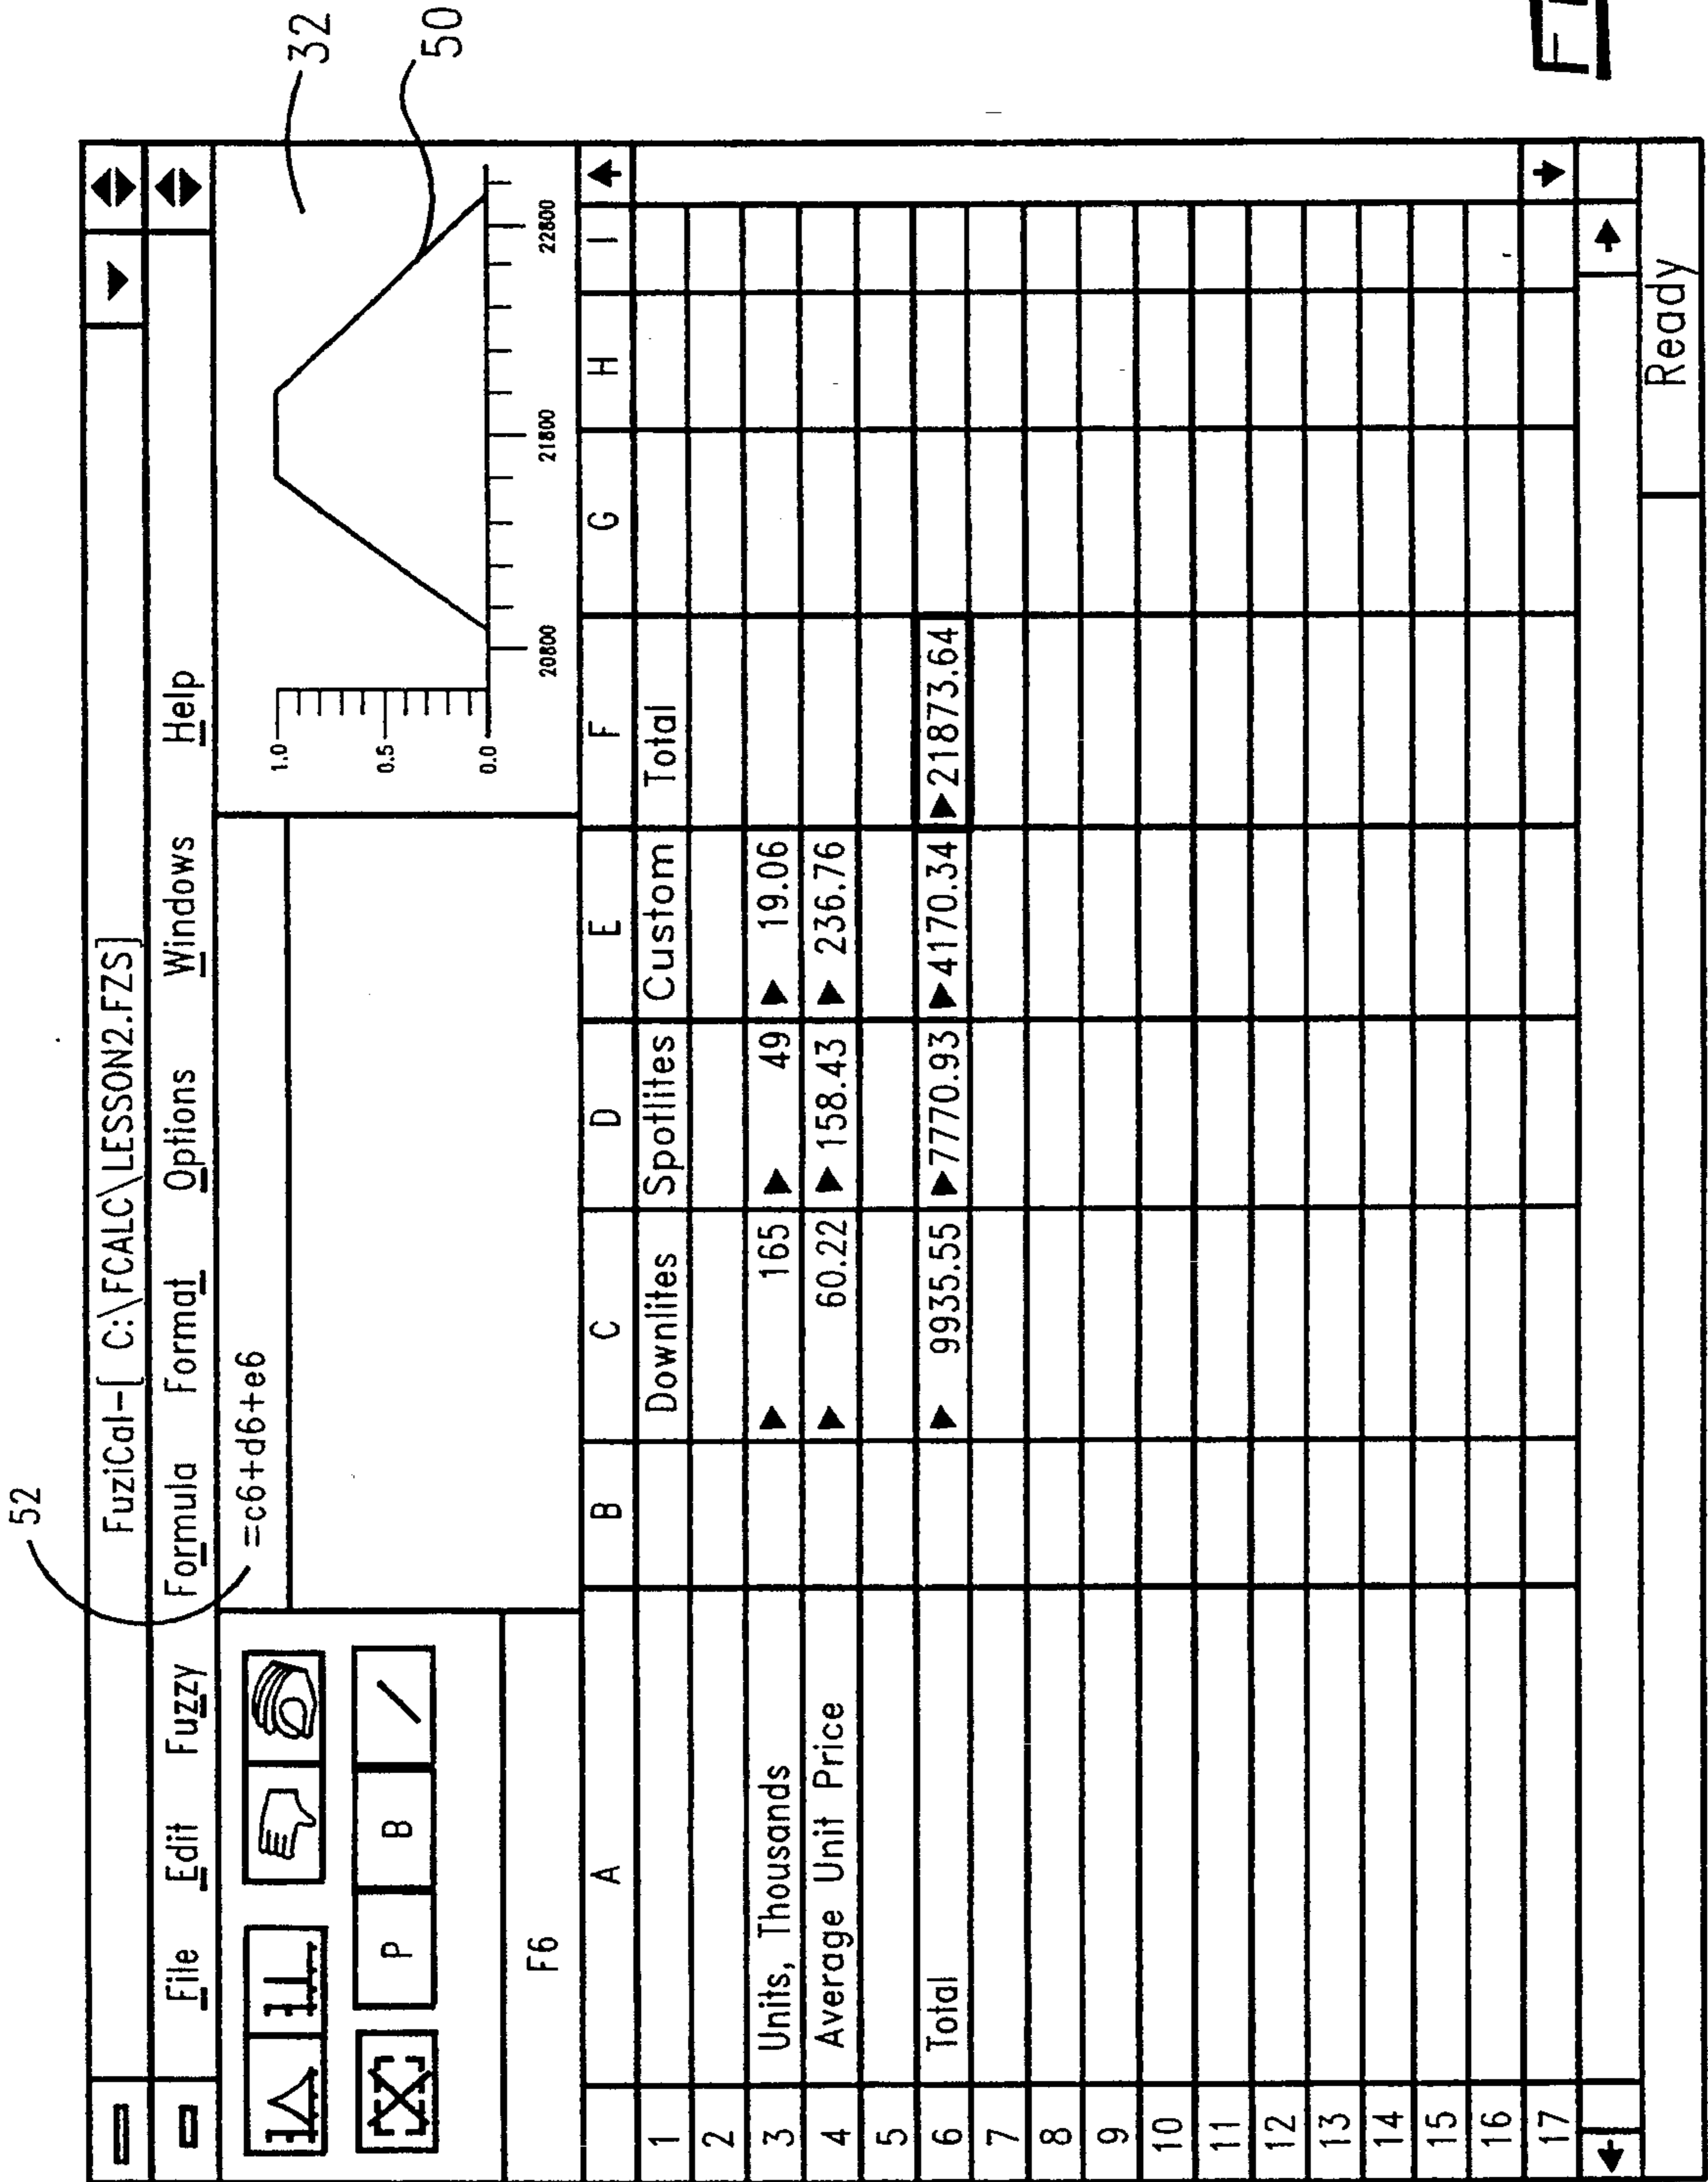 52
FuziCal-[ C:\FCALC\LESSON2.FZS]
File Edit Fuzzy Formula Format Options Windows Help
=c6+d6+e6
P B
F6
1.0
0.5
0.0
20800 21800 22800
32
50
A B C D E F G H I
1 Downlites Spotlites Custom Total
2
3 Units, Thousands 165 49 19.06
4 Average Unit Price 60.22 158.43 236.76
5
6 Total 9935.55 7770.93 4170.34 21873.64
7
8
9
10
11
12
13
14
15
16
17
Ready